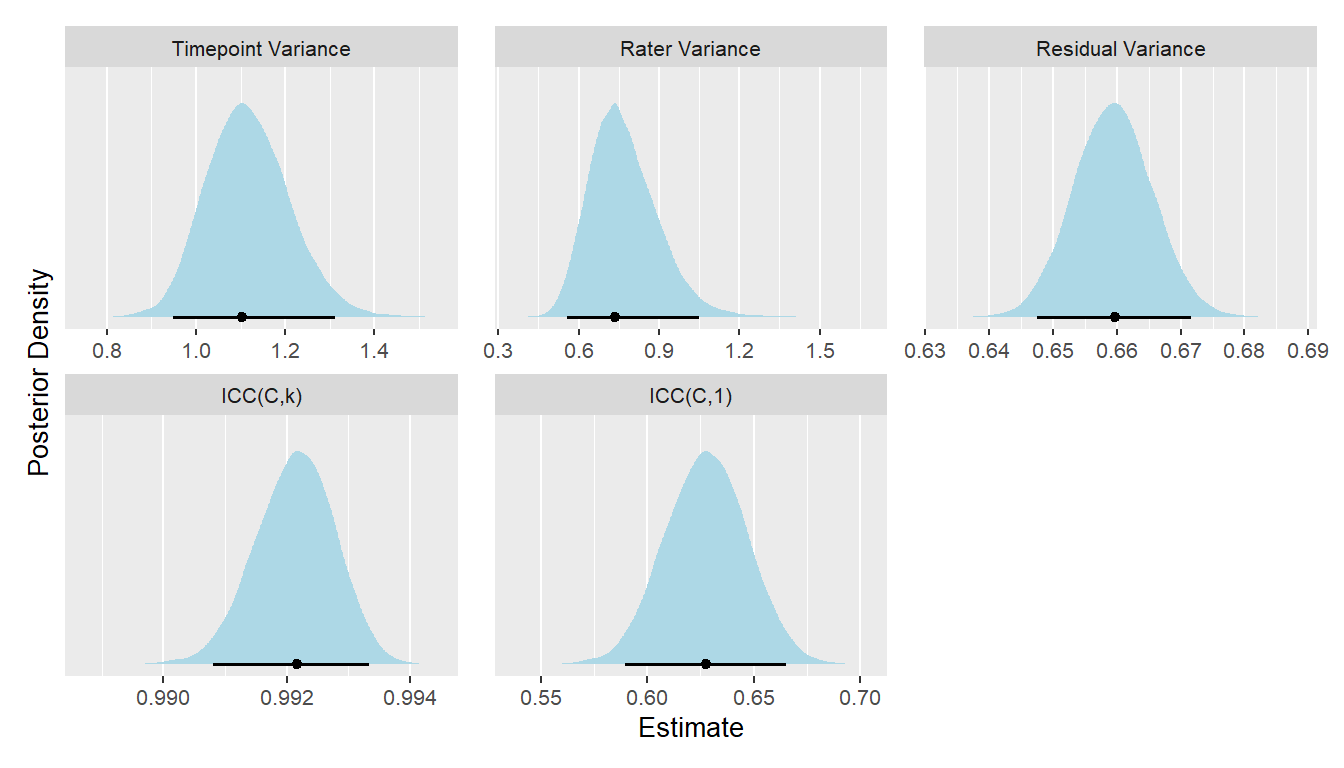 Timepoint Variance
Rater Variance
Residual Variance
0.8 1.0 1.2 1.4
0.3 0.6 0.9 1.2 1.5
0.63 0.64 0.65 0.66 0.67 0.68 0.69
Posterior Density
ICC(C,k)
ICC(C,1)
0.990 0.992 0.994
0.55 0.60 0.65 0.70
Estimate